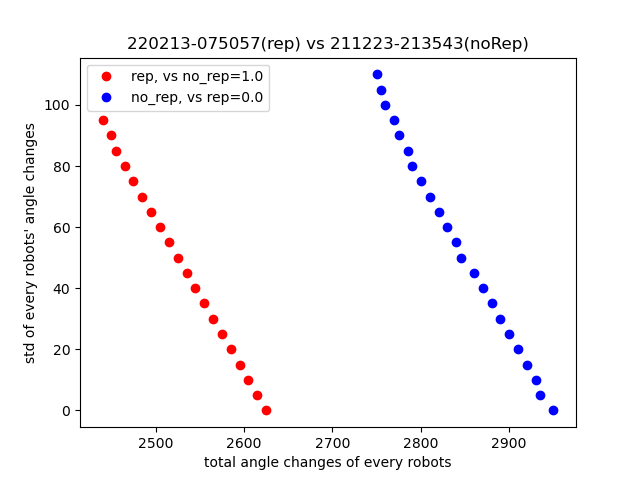 220213-075057(rep) vs 211223-213543(noRep)
rep, vs no_rep=1.0
no_rep, vs rep=0.0
100
80
60
40
20
0
std of every robots' angle changes
2500 2600 2700 2800 2900
total angle changes of every robots